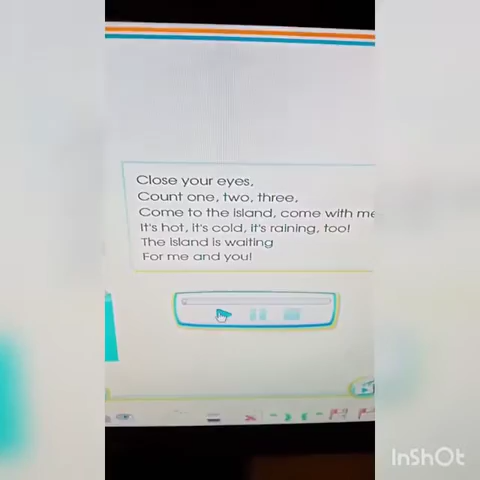 Close your eyes,
Count one, two, three,
Come to the island, come with me
It's hot, it's cold, it's raining, too!
The island is waiting
For me and you!
InShOt